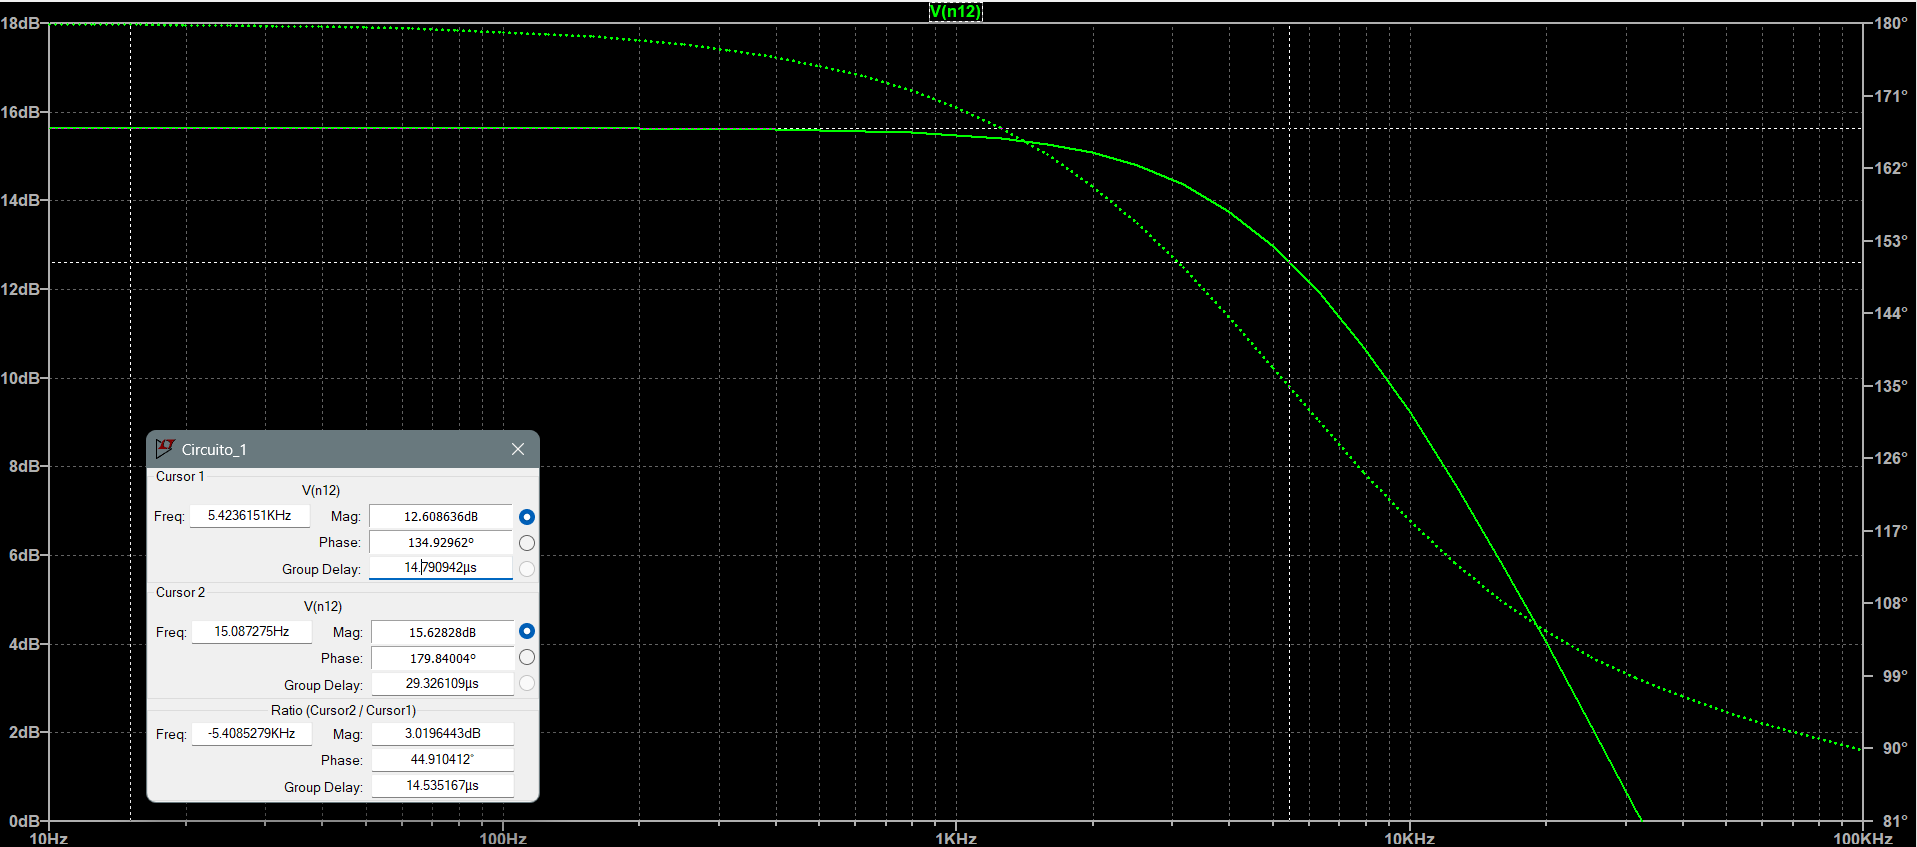 V(n12)
18dB
16dB
14dB
12dB
10dB
8dB
6dB
4dB
2dB
0dB
180°
171°
162°
153°
144°
135°
126°
117°
108°
99°
90°
81°
10Hz
100Hz
1KHz
10KHz
100KHz
Circuito_1
Cursor 1
V(n12)
Freq: 5.4236151KHz Mag: 12.608636dB
Phase: 134.92962°
Group Delay: 14.790942µs
Cursor 2
V(n12)
Freq: 15.087275Hz Mag: 15.62828dB
Phase: 179.84004°
Group Delay: 29.326109µs
Ratio (Cursor2 / Cursor1)
Freq: -5.4085279KHz Mag: 3.0196443dB
Phase: 44.910412°
Group Delay: 14.535167µs